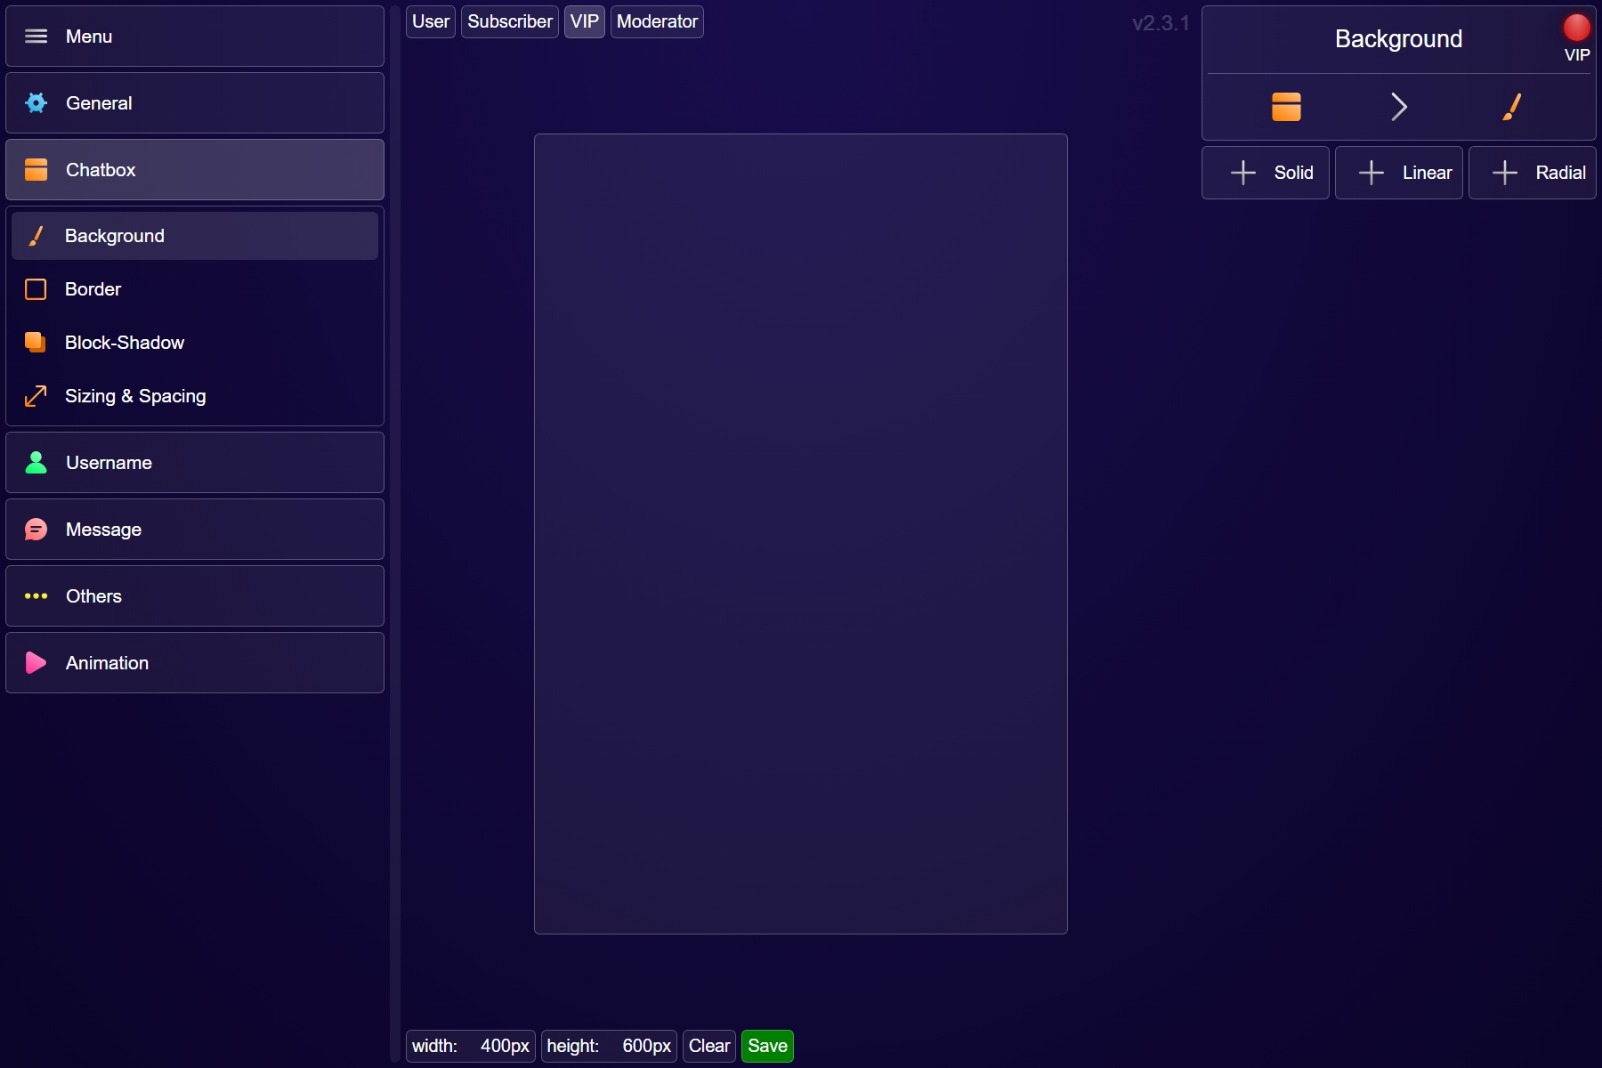 Menu
General
Chatbox
Background
Border
Block-Shadow
Sizing & Spacing
Username
Message
Others
Animation
User Subscriber VIP Moderator
v2.3.1
width: 400px height: 600px Clear Save
Background
VIP
Solid Linear Radial